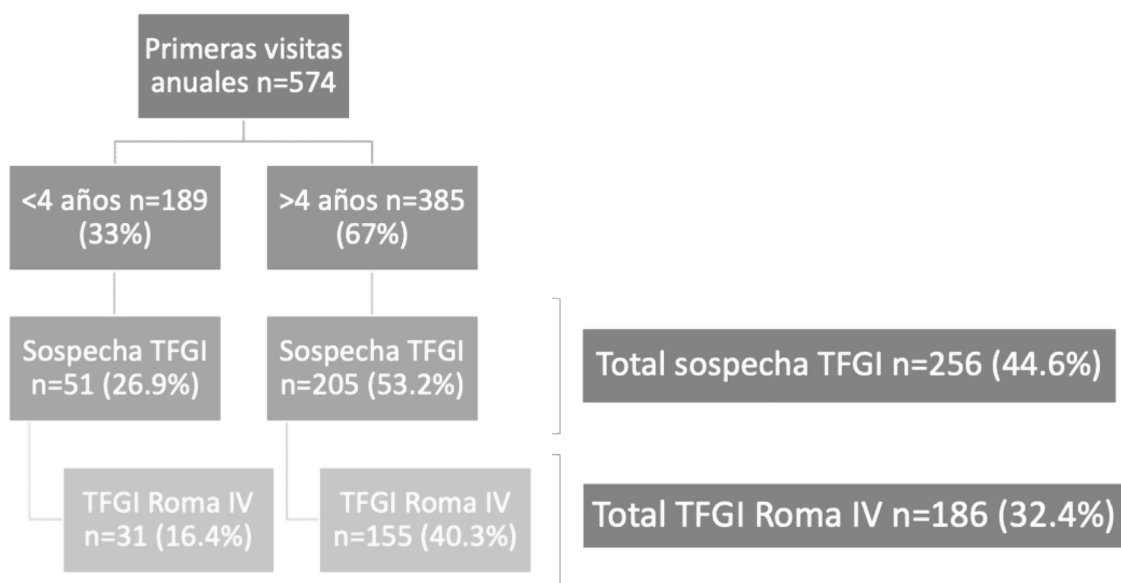 Primeras visitas
anuales n=574
<4 años n=189
(33%)
>4 años n=385
(67%)
Sospecha TFGI
n=51 (26.9%)
Sospecha TFGI
n=205 (53.2%)
Total sospecha TFGI n=256 (44.6%)
TFGI Roma IV
n=31 (16.4%)
TFGI Roma IV
n=155 (40.3%)
Total TFGI Roma IV n=186 (32.4%)